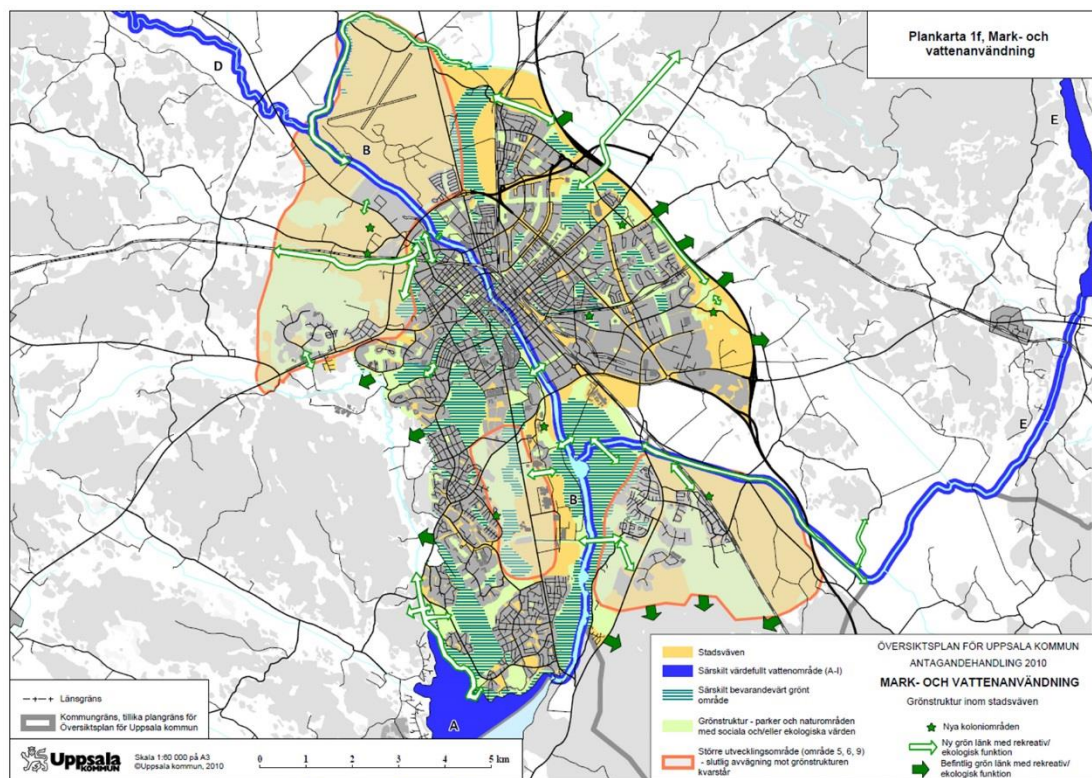 Plankarta 1f, Mark- och
vattenanvändning
D
B
E
E
B
A
Länsgräns
Kommungräns, tillika plangräns för
Översiktsplan för Uppsala kommun
Uppsala
KOMMUN
Skala 1:60 000 på A3
©Uppsala kommun, 2010
0 1 2 3 4 5 km
Stadsväven
Särskilt värdefullt vattenområde (A-I)
Särskilt bevarandevärt grönt
område
Grönstruktur - parker och naturområden
med sociala och/eller ekologiska värden
Större utvecklingsområde (område 5, 6, 9)
- slutlig avvägning mot grönstrukturen
kvarstår
ÖVERSIKTSPLAN FÖR UPPSALA KOMMUN
ANTAGANDEHANDLING 2010
MARK- OCH VATTENANVÄNDNING
Grönstruktur inom stadsväven
Nya koloniområden
Ny grön länk med rekreativ/
ekologisk funktion
Befintlig grön länk med rekreativ/
ekologisk funktion